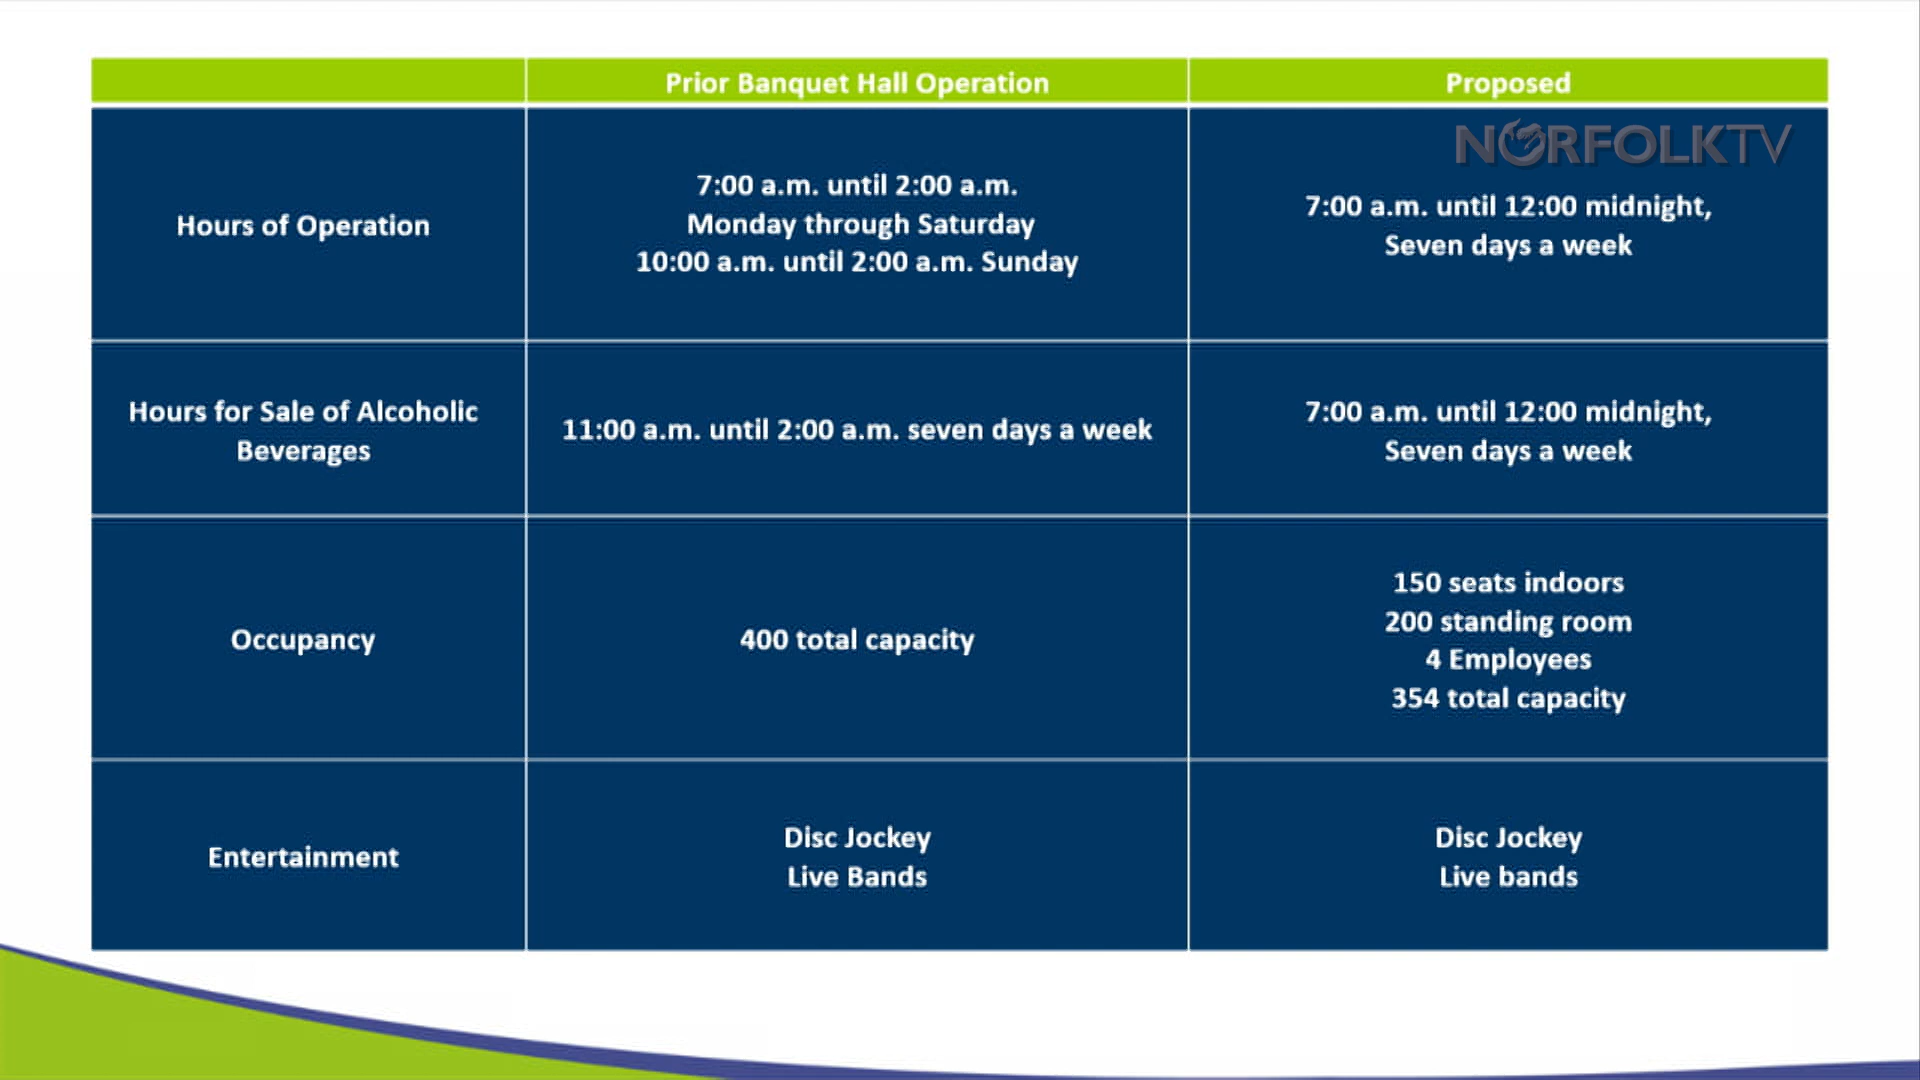 Prior Banquet Hall Operation
Proposed
NORFOLKTV
Hours of Operation
7:00 a.m. until 2:00 a.m.
Monday through Saturday
10:00 a.m. until 2:00 a.m. Sunday
7:00 a.m. until 12:00 midnight,
Seven days a week
Hours for Sale of Alcoholic
Beverages
11:00 a.m. until 2:00 a.m. seven days a week
7:00 a.m. until 12:00 midnight,
Seven days a week
Occupancy
400 total capacity
150 seats indoors
200 standing room
4 Employees
354 total capacity
Entertainment
Disc Jockey
Live Bands
Disc Jockey
Live bands